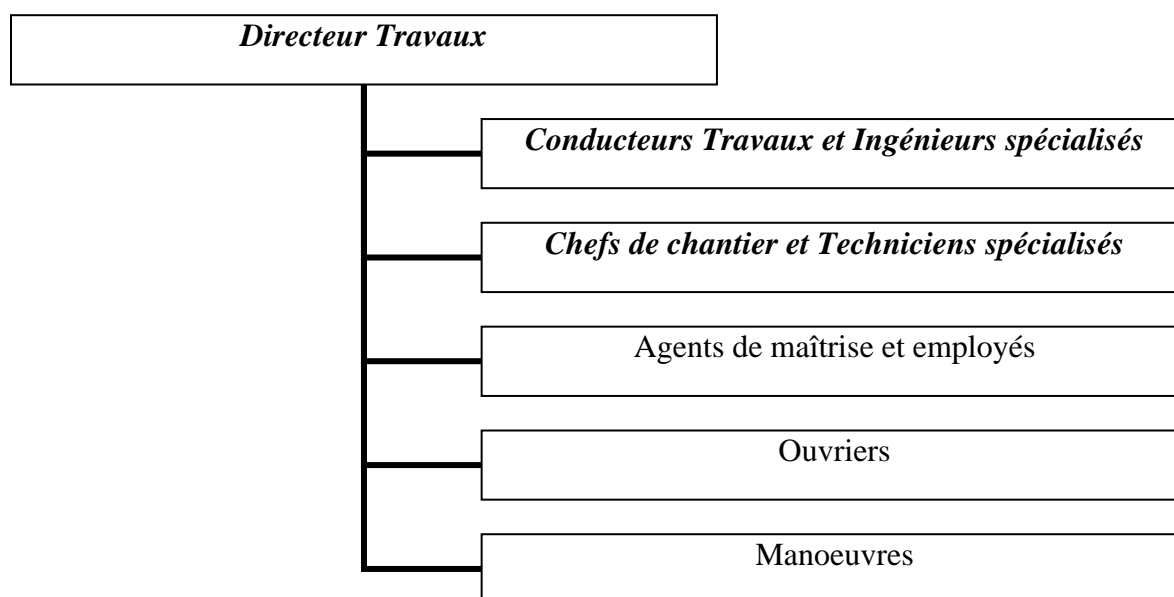 Directeur Travaux
Conducteurs Travaux et Ingénieurs spécialisés
Chefs de chantier et Techniciens spécialisés
Agents de maîtrise et employés
Ouvriers
Manoeuvres